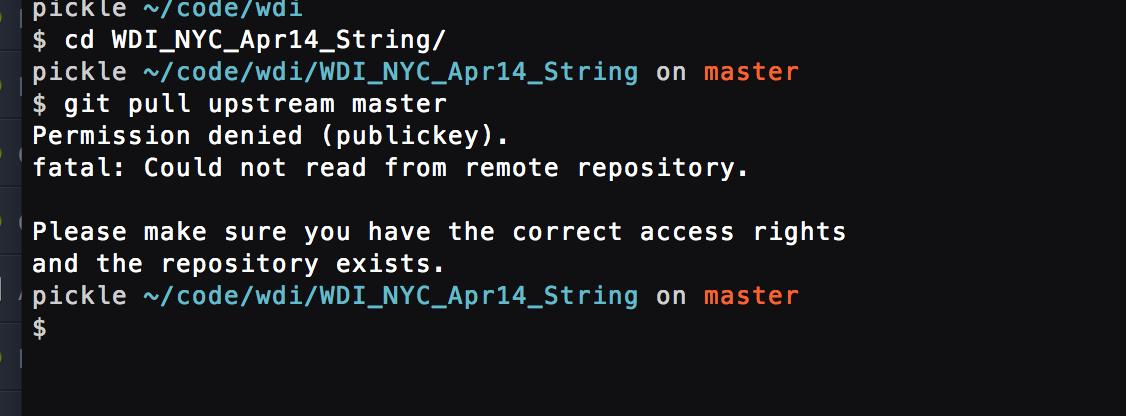 pickle ~/code/wdi
$ cd WDI_NYC_Apr14_String/
pickle ~/code/wdi/WDI_NYC_Apr14_String on master
$ git pull upstream master
Permission denied (publickey).
fatal: Could not read from remote repository.
Please make sure you have the correct access rights
and the repository exists.
pickle ~/code/wdi/WDI_NYC_Apr14_String on master
$